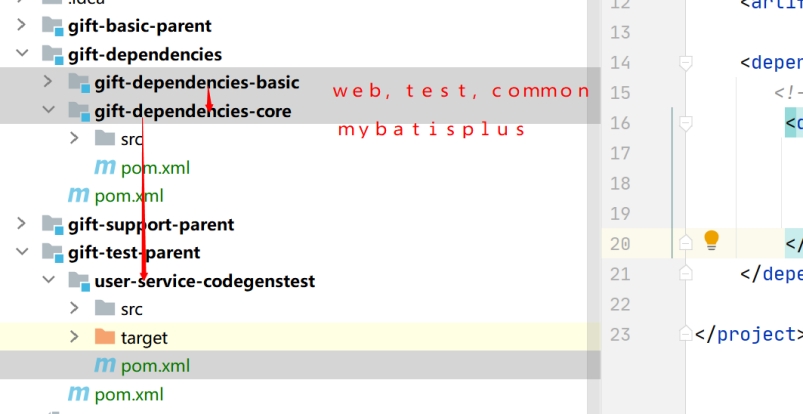 .idea
gift-basic-parent
gift-dependencies
gift-dependencies-basic
gift-dependencies-core
src
pom.xml
pom.xml
gift-support-parent
gift-test-parent
user-service-codegenstest
src
target
pom.xml
pom.xml
web, test, common
mybatisplus
12 <artif
13
14 <depen
15 <!-
16 <d
17
18
19
20 </
21 </depe
22
23 </project>